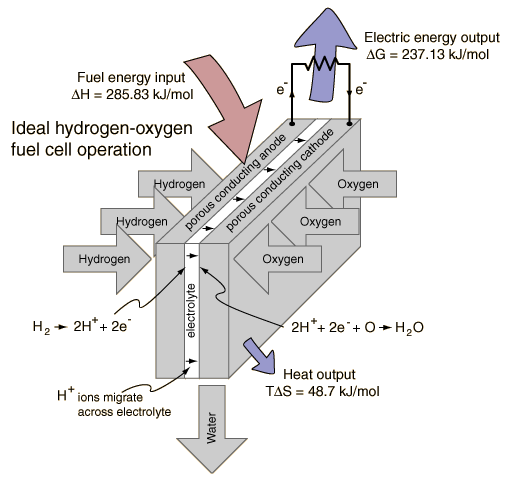 Electric energy output
ΔG = 237.13 kJ/mol
Fuel energy input
ΔH = 285.83 kJ/mol
e-
e-
Ideal hydrogen-oxygen
fuel cell operation
porous conducting anode
porous conducting cathode
Hydrogen
Oxygen
Hydrogen
Oxygen
Hydrogen
Oxygen
electrolyte
H₂ → 2H⁺ + 2e⁻
2H⁺ + 2e⁻ + O → H₂O
Heat output
TΔS = 48.7 kJ/mol
H⁺ ions migrate
across electrolyte
Water